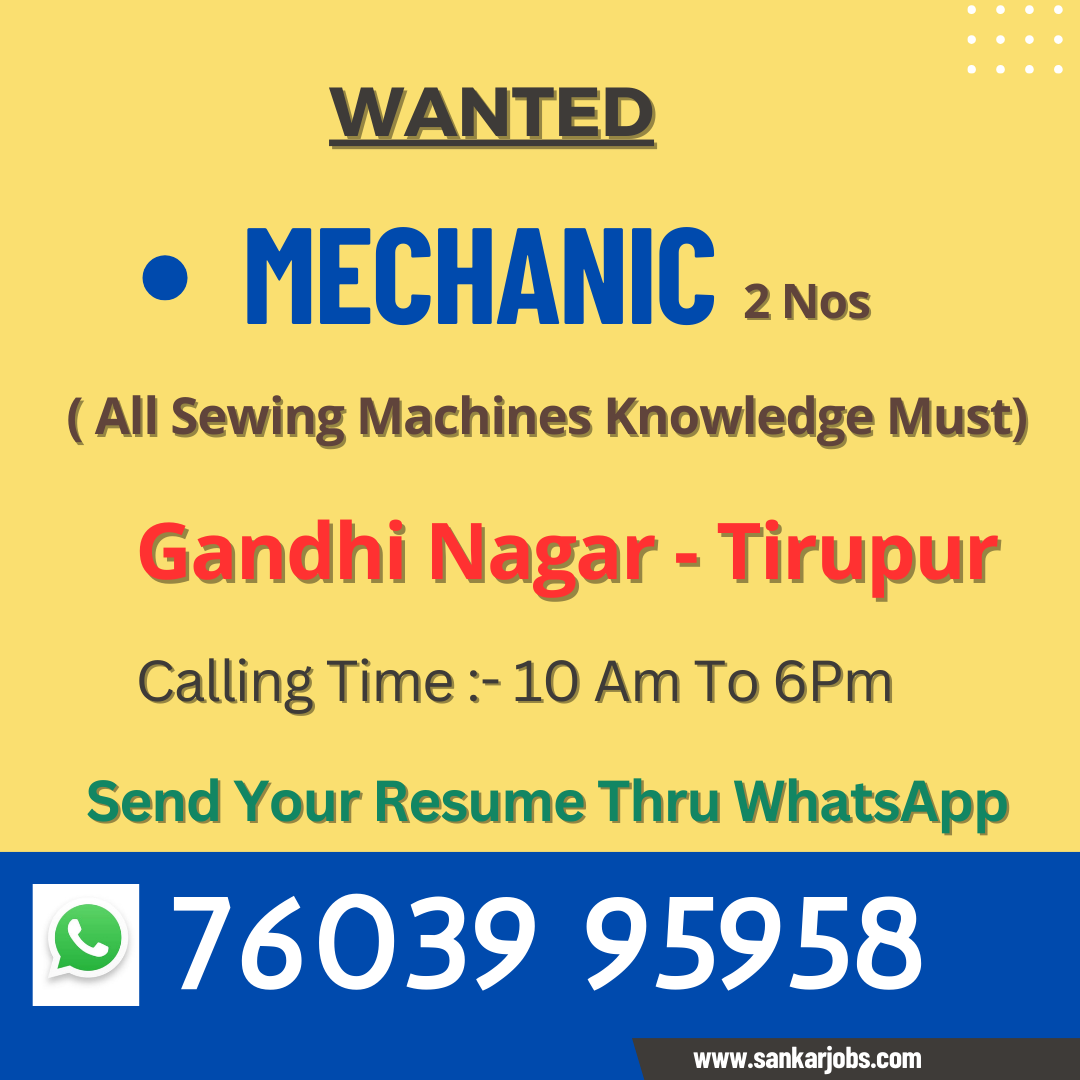 WANTED
• MECHANIC 2 Nos
( All Sewing Machines Knowledge Must)
Gandhi Nagar - Tirupur
Calling Time :- 10 Am To 6Pm
Send Your Resume Thru WhatsApp
76039 95958
www.sankarjobs.com